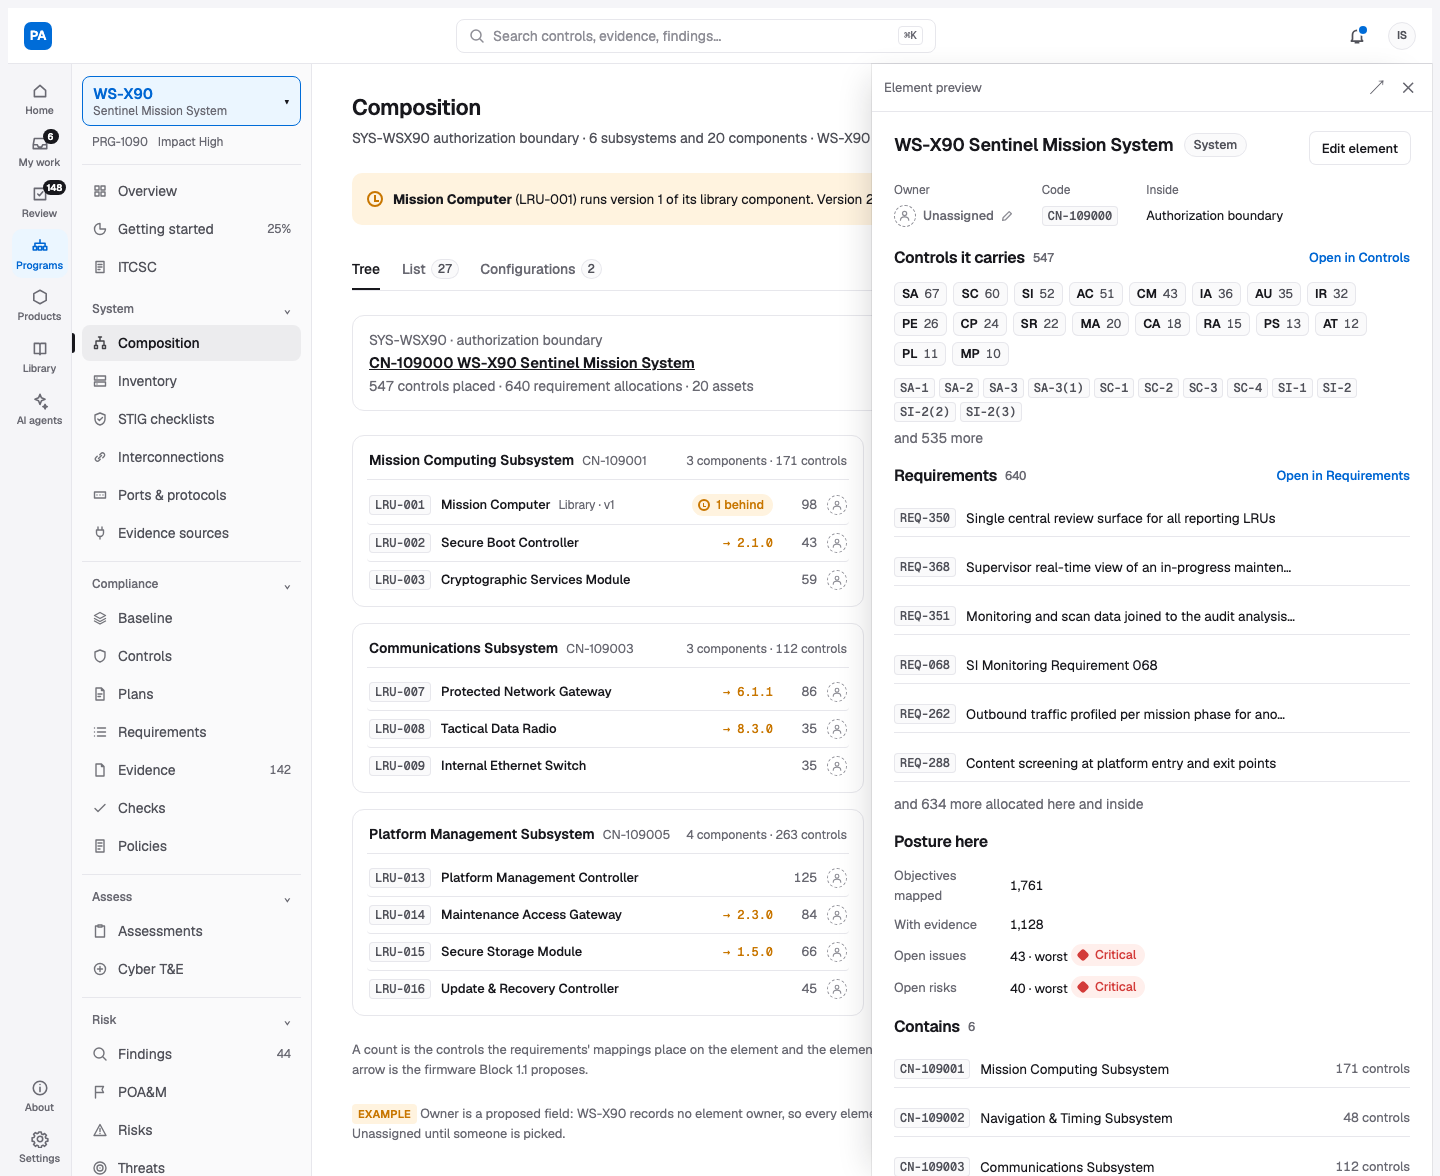 PA
Search controls, evidence, findings...
⌘K
IS
Home
6
My work
148
Review
Programs
Products
Library
AI agents
About
Settings
WS-X90
Sentinel Mission System
PRG-1090 Impact High
Overview
Getting started 25%
ITCSC
System
Composition
Inventory
STIG checklists
Interconnections
Ports & protocols
Evidence sources
Compliance
Baseline
Controls
Plans
Requirements
Evidence 142
Checks
Policies
Assess
Assessments
Cyber T&E
Risk
Findings 44
POA&M
Risks
Threats
Composition
SYS-WSX90 authorization boundary · 6 subsystems and 20 components · WS-X90
Mission Computer (LRU-001) runs version 1 of its library component. Version 2
Tree List 27 Configurations 2
SYS-WSX90 · authorization boundary
CN-109000 WS-X90 Sentinel Mission System
547 controls placed · 640 requirement allocations · 20 assets
Mission Computing Subsystem CN-109001 3 components · 171 controls
LRU-001 Mission Computer Library · v1 1 behind 98
LRU-002 Secure Boot Controller → 2.1.0 43
LRU-003 Cryptographic Services Module 59
Communications Subsystem CN-109003 3 components · 112 controls
LRU-007 Protected Network Gateway → 6.1.1 86
LRU-008 Tactical Data Radio → 8.3.0 35
LRU-009 Internal Ethernet Switch 35
Platform Management Subsystem CN-109005 4 components · 263 controls
LRU-013 Platform Management Controller 125
LRU-014 Maintenance Access Gateway → 2.3.0 84
LRU-015 Secure Storage Module → 1.5.0 66
LRU-016 Update & Recovery Controller 45
A count is the controls the requirements' mappings place on the element and the elemen
arrow is the firmware Block 1.1 proposes.
EXAMPLE Owner is a proposed field: WS-X90 records no element owner, so every eleme
Unassigned until someone is picked.
Element preview
WS-X90 Sentinel Mission System System Edit element
Owner Code Inside
Unassigned CN-109000 Authorization boundary
Controls it carries 547 Open in Controls
SA 67 SC 60 SI 52 AC 51 CM 43 IA 36 AU 35 IR 32
PE 26 CP 24 SR 22 MA 20 CA 18 RA 15 PS 13 AT 12
PL 11 MP 10
SA-1 SA-2 SA-3 SA-3(1) SC-1 SC-2 SC-3 SC-4 SI-1 SI-2
SI-2(2) SI-2(3)
and 535 more
Requirements 640 Open in Requirements
REQ-350 Single central review surface for all reporting LRUs
REQ-368 Supervisor real-time view of an in-progress mainten...
REQ-351 Monitoring and scan data joined to the audit analysis...
REQ-068 SI Monitoring Requirement 068
REQ-262 Outbound traffic profiled per mission phase for ano...
REQ-288 Content screening at platform entry and exit points
and 634 more allocated here and inside
Posture here
Objectives mapped 1,761
With evidence 1,128
Open issues 43 · worst Critical
Open risks 40 · worst Critical
Contains 6
CN-109001 Mission Computing Subsystem 171 controls
CN-109002 Navigation & Timing Subsystem 48 controls
CN-109003 Communications Subsystem 112 controls